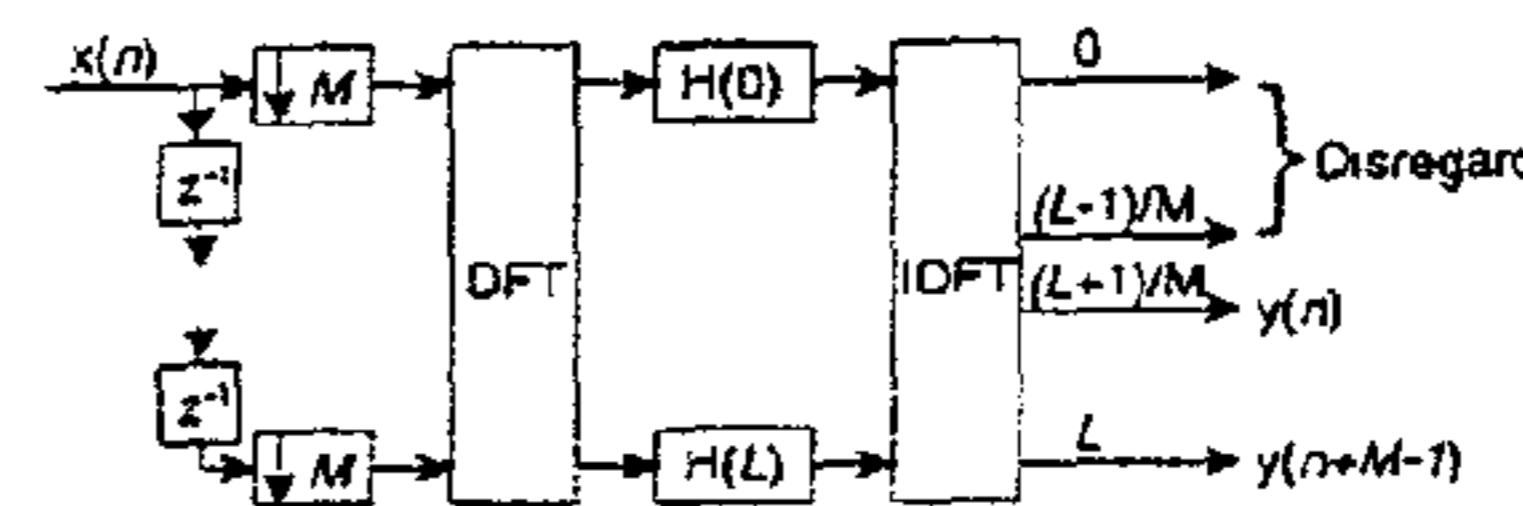 x(n)
M
z⁻¹
z⁻¹
M
DFT
H(0)
H(L)
IDFT
0
(L-1)/M
(L+1)/M
L
Disregard
y(n)
y(n+M-1)